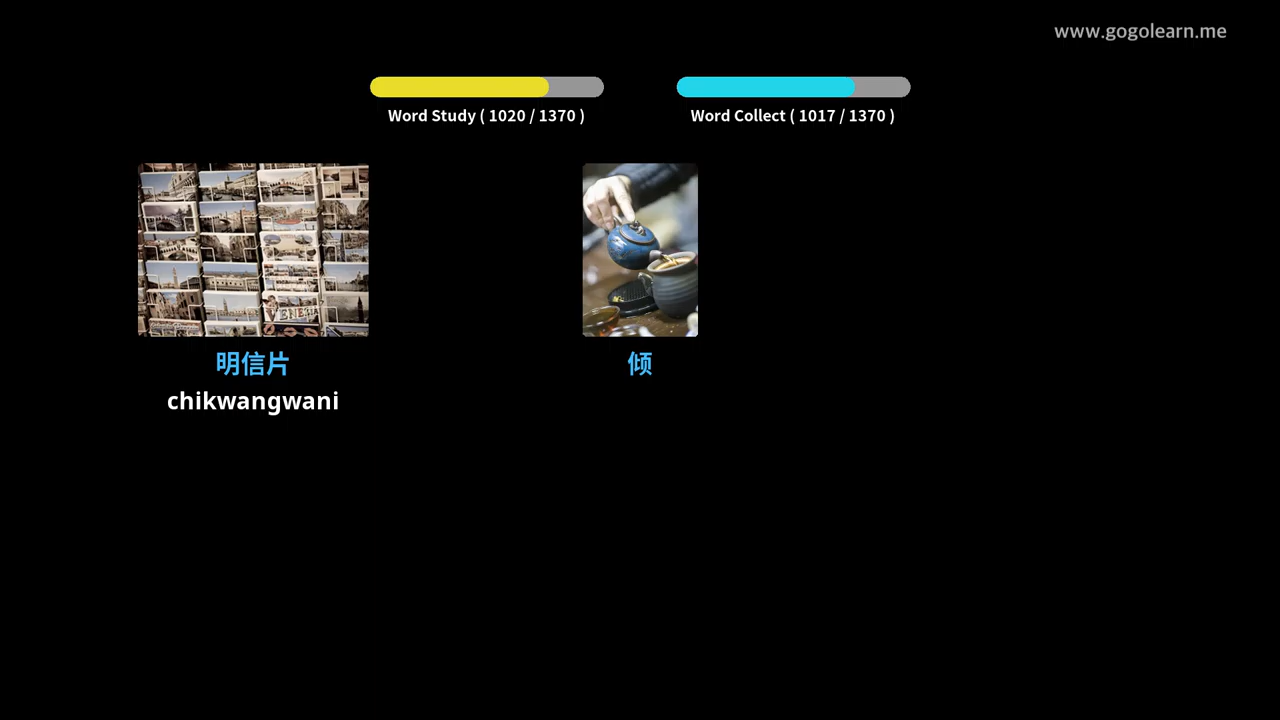 www.gogolearn.me
Word Study ( 1020 / 1370 )
Word Collect ( 1017 / 1370 )
明信片
chikwangwani
倾